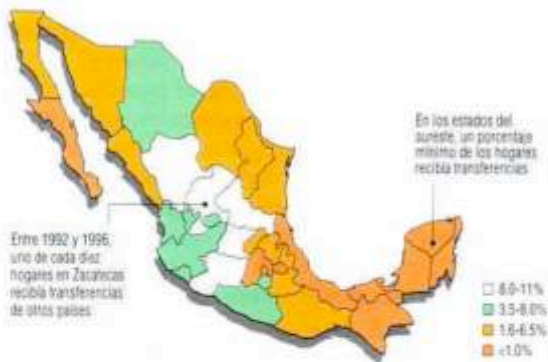 En los estados del
sureste, un porcentaje
mínimo de los hogares
recibía transferencias
Entre 1992 y 1996,
uno de cada diez
hogares en Zacatecas
recibía transferencias
de otros países
8.0-11%
3.5-8.0%
1.6-6.5%
<1.0%